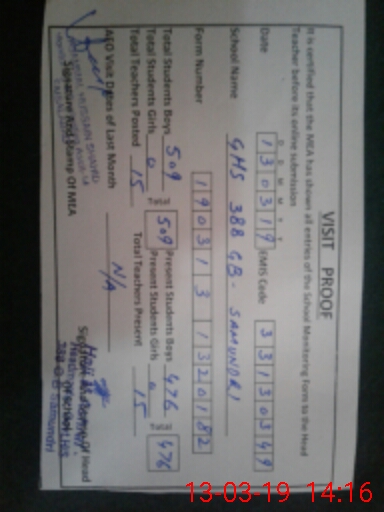 VISIT PROOF
It is certified that the MEA has shown all entries of the School Monitoring Form to the Head
Teacher before its online submission
D D M M Y Y
Date 1 3 0 3 1 9 EMIS Code 3 3 1 3 0 3 4 9
School Name GHS 388 GB- SAMUNDRI
Form Number 1 9 0 3 1 3 1 3 2 0 1 8 2
Total Students Boys 509 Total 509 Present Students Boys 476 Total 476
Total Students Girls 0 Present Students Girls 0
Total Teachers Posted 15 Total Teachers Present 15
AEO Visit Dates of Last Month N/A
Signature And Stamp Of MEA
Of Head
Samundri
13-03-19 14:16